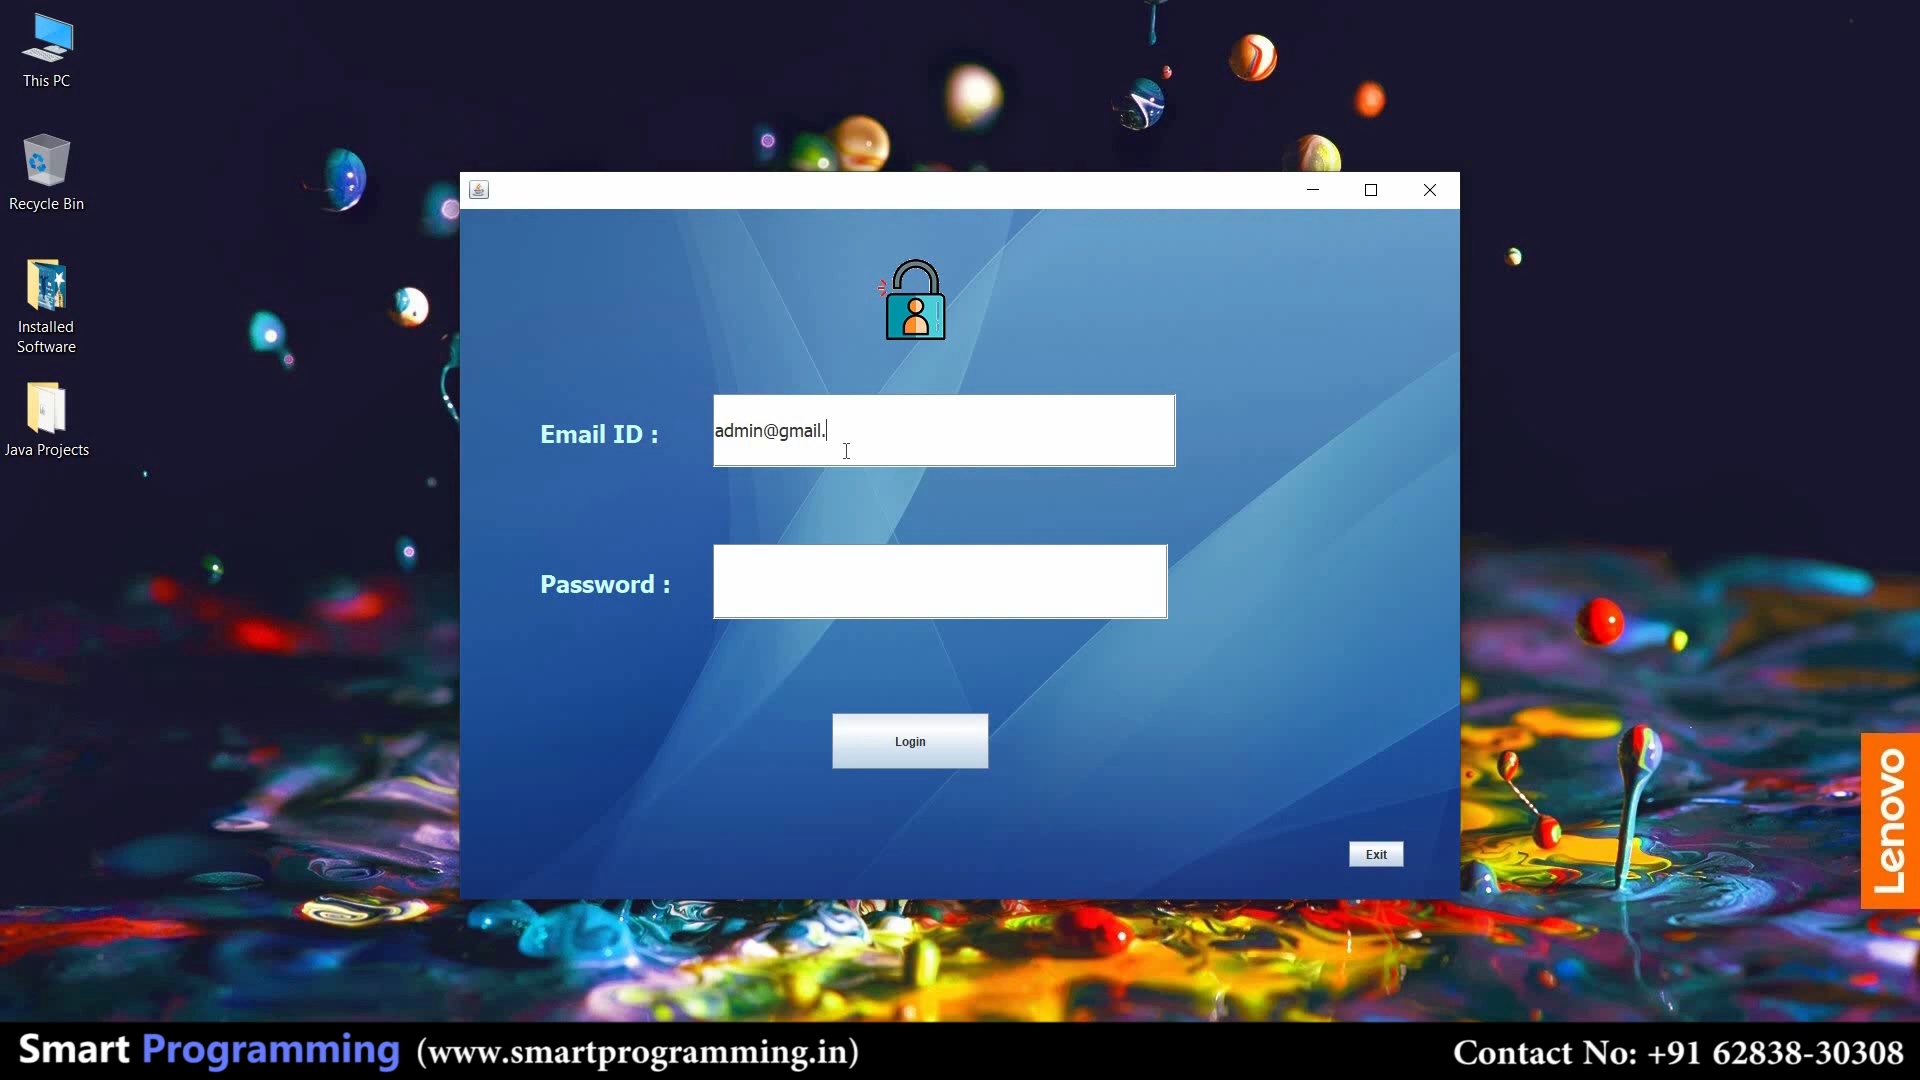 This PC
Recycle Bin
Installed
Software
Java Projects
Email ID :
admin@gmail.
Password :
Login
Exit
Lenovo
Smart Programming (www.smartprogramming.in)
Contact No: +91 62838-30308